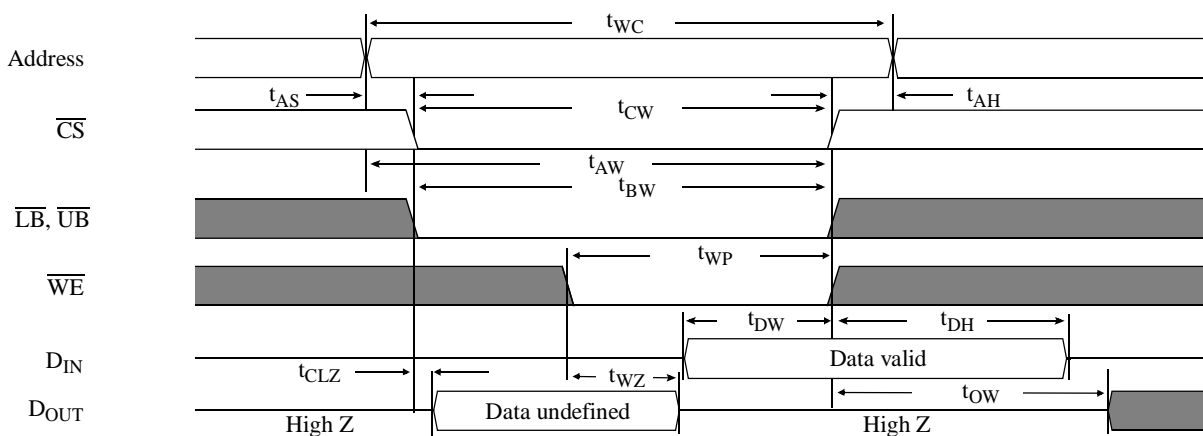 tWC
Address
tAS
tCW
tAH
CS
tAW
tBW
LB, UB
tWP
WE
tDW
tDH
DIN
Data valid
tCLZ
tWZ
tOW
DOUT
Data undefined
High Z
High Z